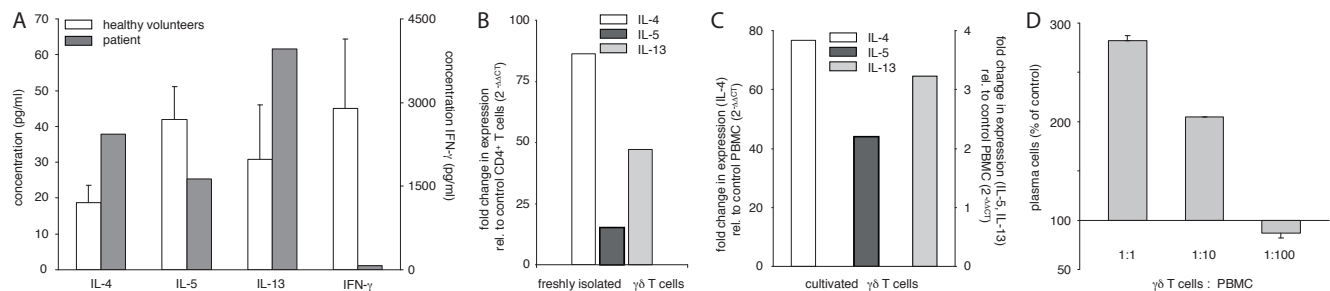 A
healthy volunteers
patient
concentration (pg/ml)
70
60
50
40
30
20
10
0
4500
3000
1500
0
concentration IFN-γ (pg/ml)
IL-4
IL-5
IL-13
IFN-γ
B
IL-4
IL-5
IL-13
fold change in expression
rel. to control CD4⁺ T cells (2⁻ΔΔCT)
100
75
50
25
0
freshly isolated γδ T cells
C
IL-4
IL-5
IL-13
fold change in expression (IL-4)
rel. to control PBMC (2⁻ΔΔCT)
80
60
40
20
0
4
3
2
1
0
fold change in expression (IL-5, IL-13)
rel. to control PBMC (2⁻ΔΔCT)
cultivated γδ T cells
D
plasma cells (% of control)
300
200
100
50
1:1
1:10
1:100
γδ T cells : PBMC